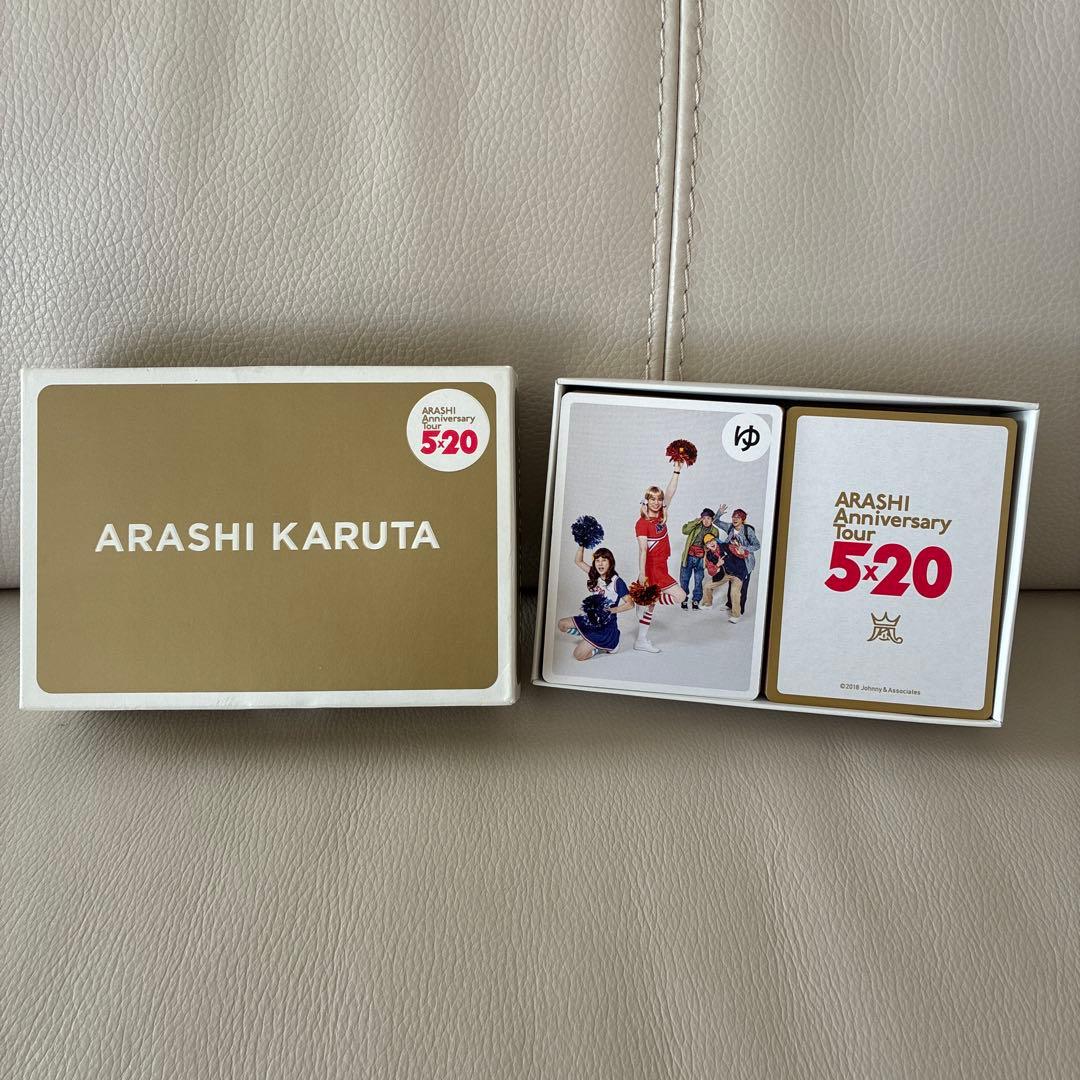 ARASHI
Anniversary
Tour
5×20
ARASHI KARUTA
ゆ
ARASHI
Anniversary
Tour
5×20
嵐
©2018 Johnny & Associates